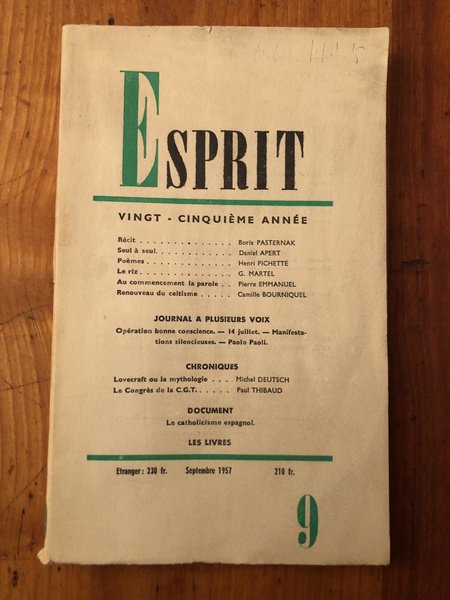 ESPRIT
VINGT - CINQUIÈME ANNÉE
Récit . . . . . . . . . . . . . . Boris PASTERNAK
Seul à seul. . . . . . . . . . . . Daniel APERT
Poèmes . . . . . . . . . . . . . Henri PICHETTE
Le riz . . . . . . . . . . . . . . G. MARTEL
Au commencement la parole . . Pierre EMMANUEL
Renouveau du celtisme . . . . . Camille BOURNIQUEL
JOURNAL A PLUSIEURS VOIX
Opération bonne conscience. — 14 juillet. — Manifesta-
tions silencieuses. — Paolo Paoli.
CHRONIQUES
Lovecraft ou la mythologie . . . Michel DEUTSCH
Le Congrès de la C.G.T. . . . . . Paul THIBAUD
DOCUMENT
Le catholicisme espagnol.
LES LIVRES
Etranger : 230 fr. Septembre 1957 210 fr.
9